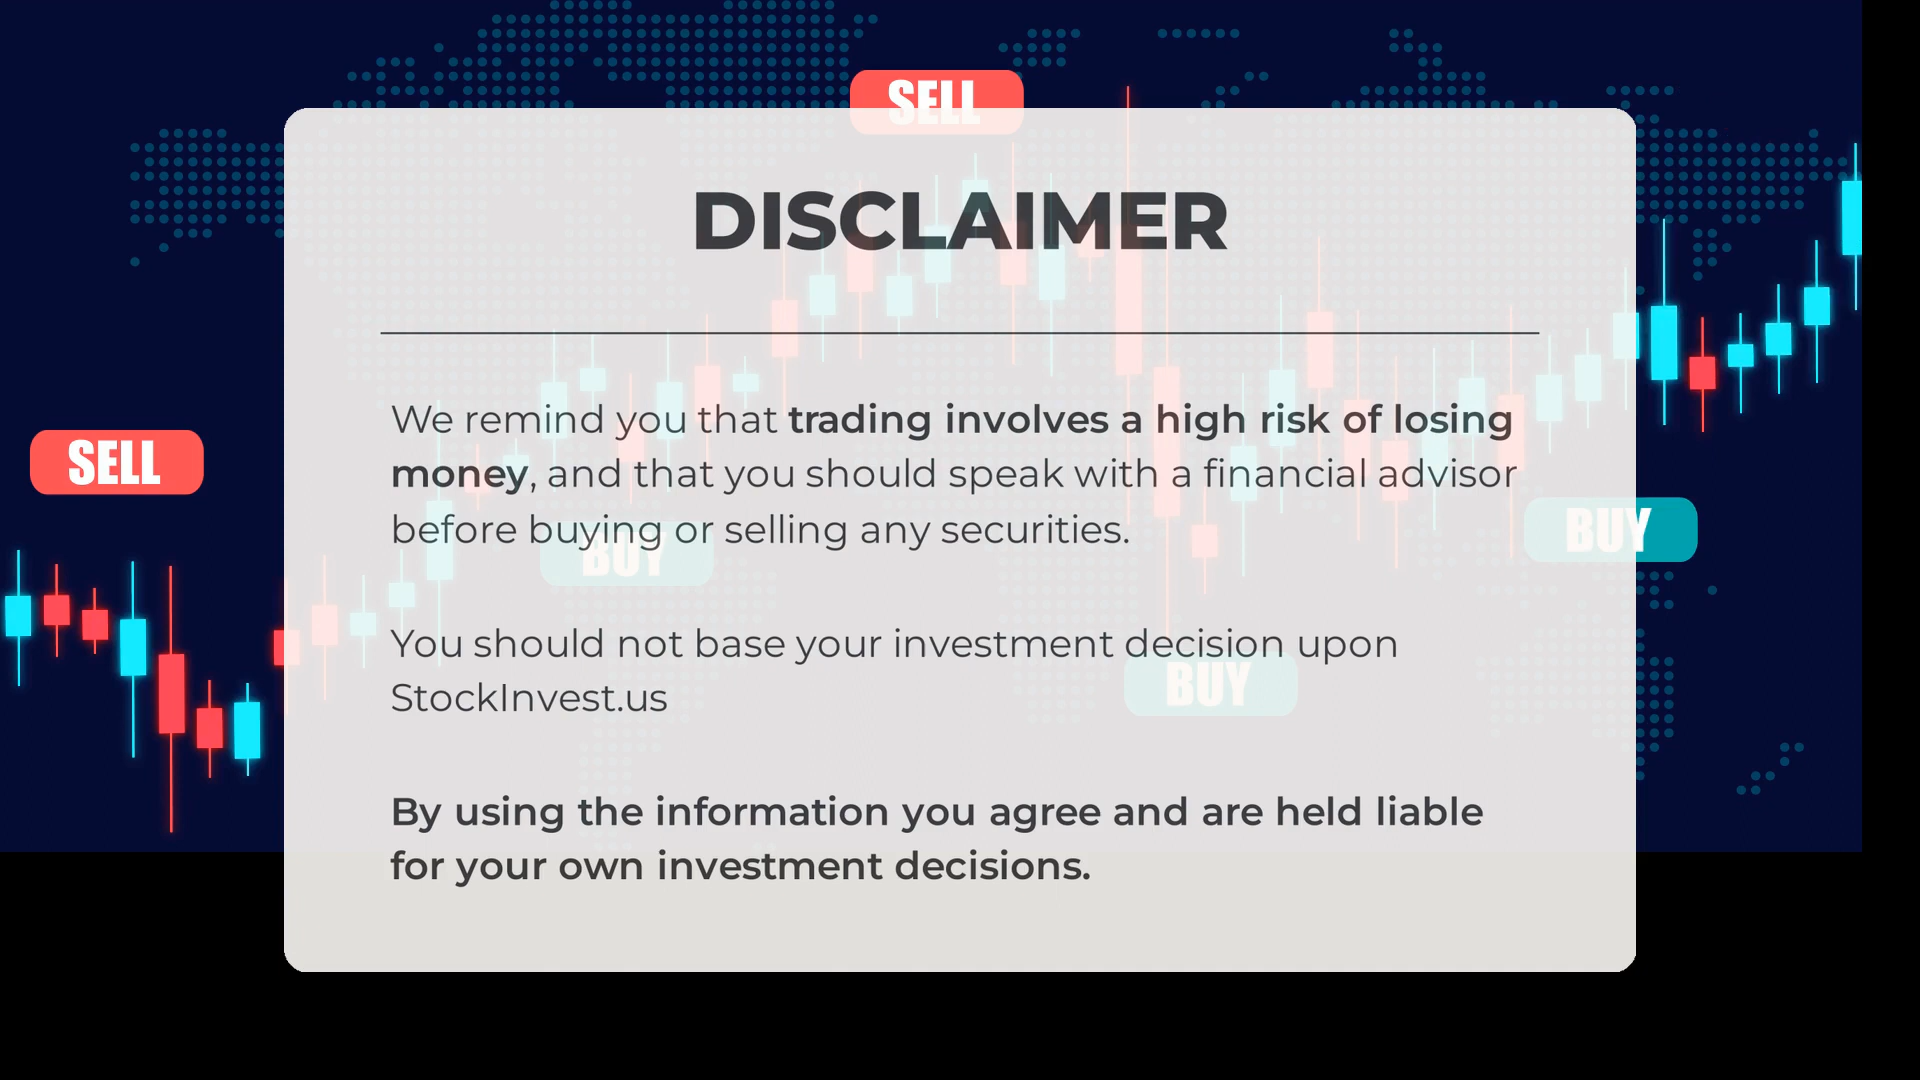 SELL
DISCLAIMER
We remind you that trading involves a high risk of losing
money, and that you should speak with a financial advisor
SELL
before buying or selling any securities.
BUY
BUY
You should not base your investment decision upon
BUY
StockInvest.us
By using the information you agree and are held liable
for your own investment decisions.